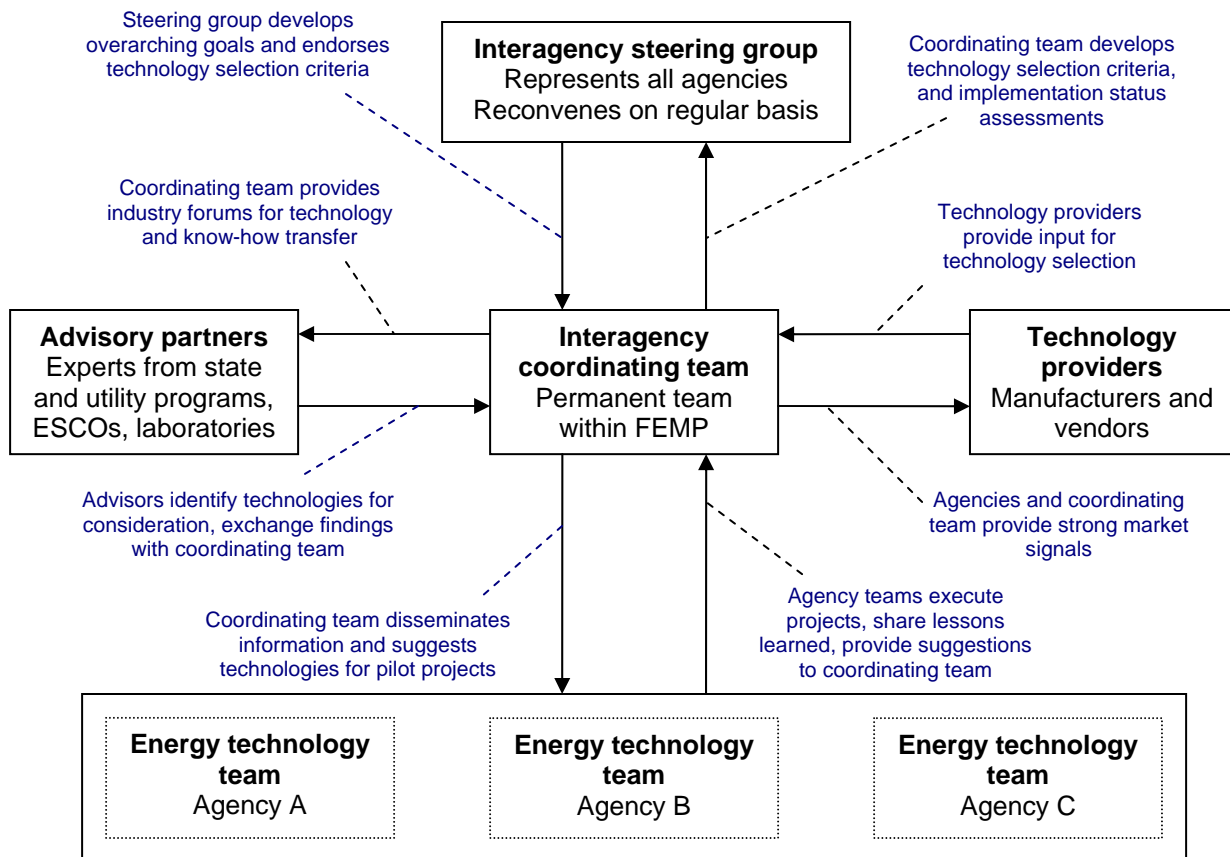 Steering group develops
overarching goals and endorses
technology selection criteria
Interagency steering group
Represents all agencies
Reconvenes on regular basis
Coordinating team develops
technology selection criteria,
and implementation status
assessments
Coordinating team provides
industry forums for technology
and know-how transfer
Technology providers
provide input for
technology selection
Advisory partners
Experts from state
and utility programs,
ESCOs, laboratories
Interagency
coordinating team
Permanent team
within FEMP
Technology
providers
Manufacturers and
vendors
Advisors identify technologies for
consideration, exchange findings
with coordinating team
Agencies and coordinating
team provide strong market
signals
Coordinating team disseminates
information and suggests
technologies for pilot projects
Agency teams execute
projects, share lessons
learned, provide suggestions
to coordinating team
Energy technology
team
Agency A
Energy technology
team
Agency B
Energy technology
team
Agency C